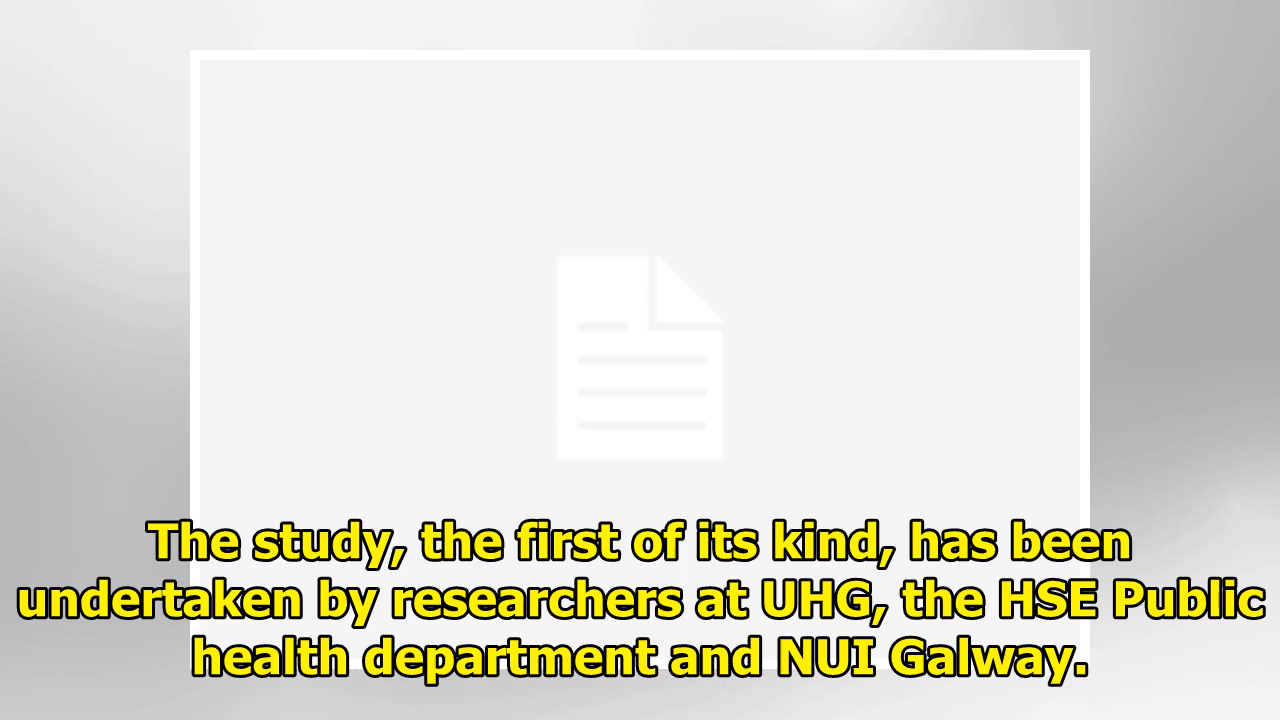 The study, the first of its kind, has been
undertaken by researchers at UHG, the HSE Public
health department and NUI Galway.